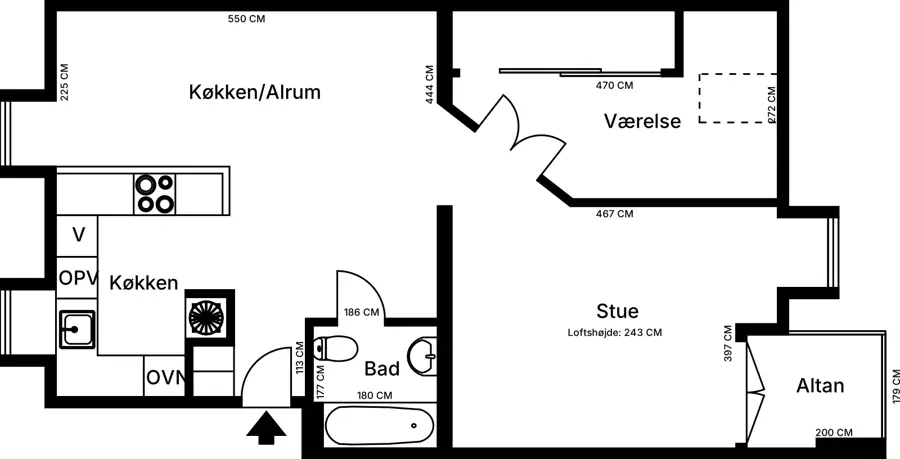 550 CM
225 CM
Køkken/Alrum
444 CM
470 CM
272 CM
Værelse
467 CM
V
OPV
Køkken
OVN
186 CM
113 CM
177 CM
Bad
180 CM
Stue
Loftshøjde: 243 CM
397 CM
Altan
179 CM
200 CM